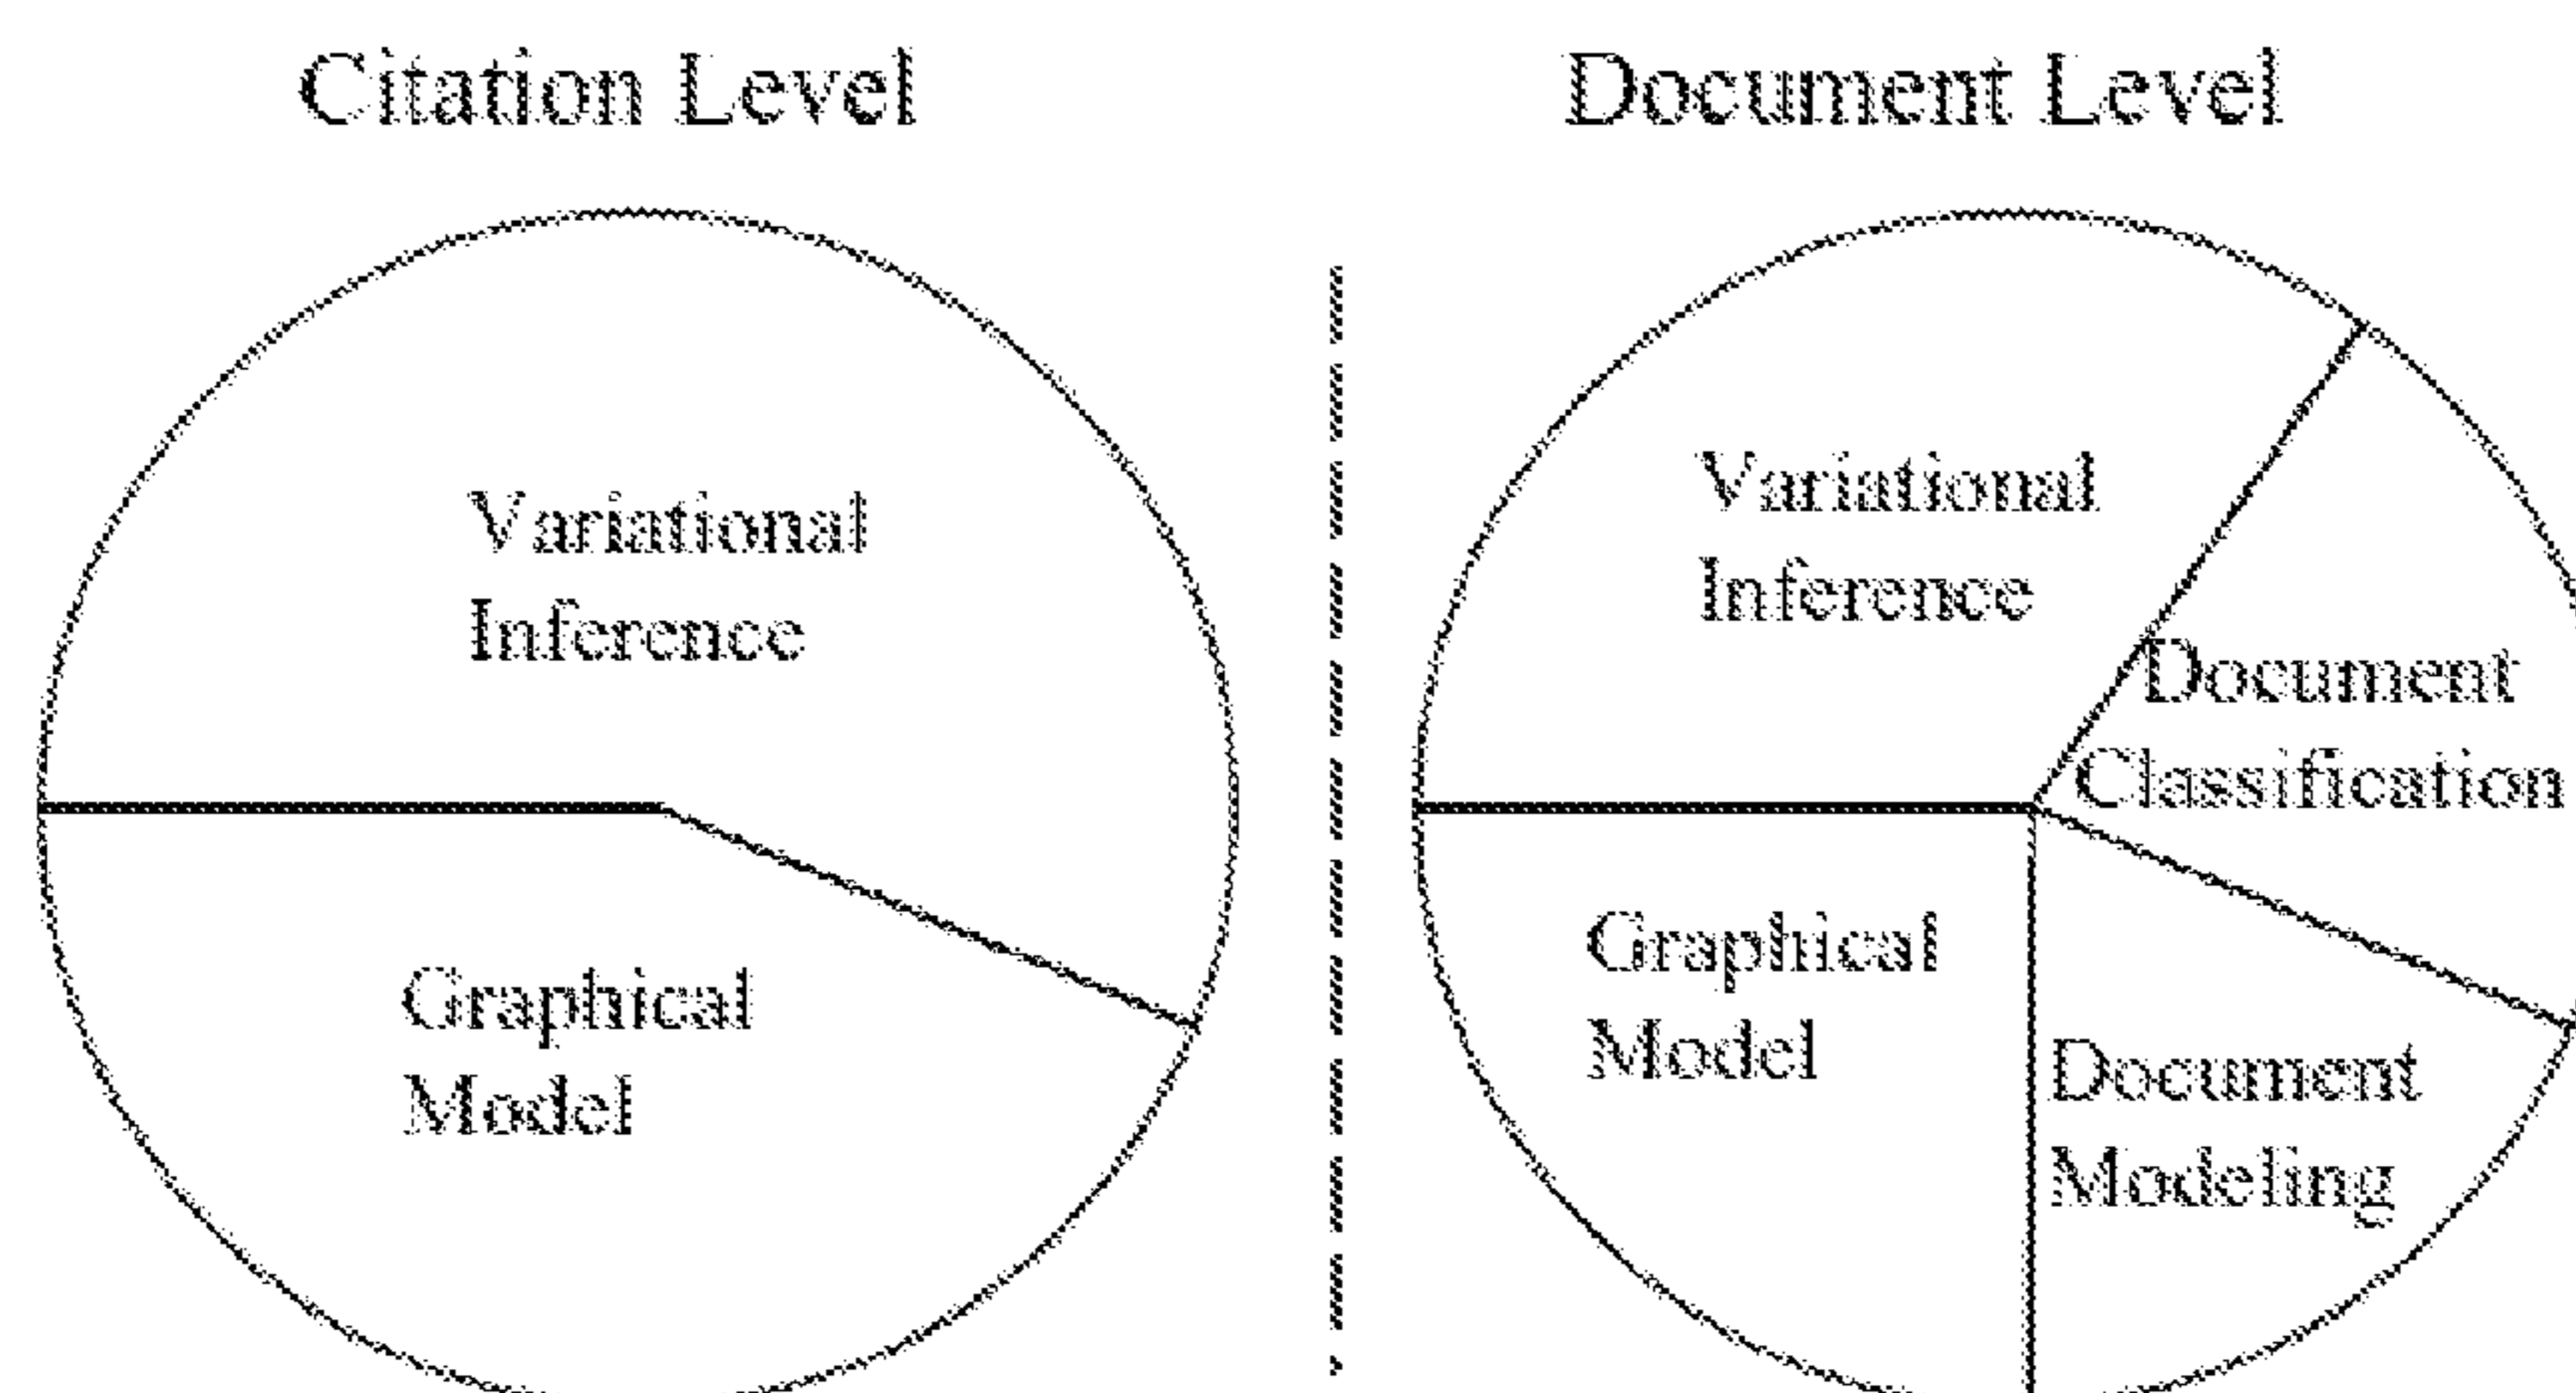 Citation Level
Variational
Inference
Graphical
Model
Document Level
Variational
Inference
Document
Classification
Graphical
Model
Document
Modeling